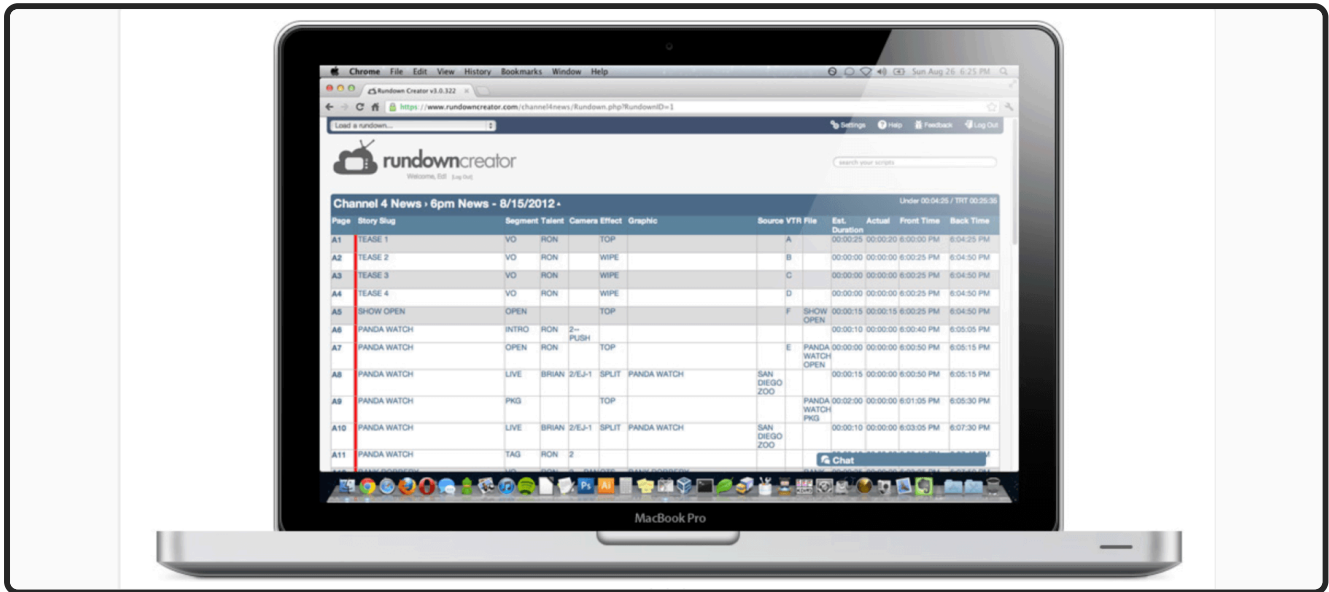 Chrome File Edit View History Bookmarks Window Help Sun Aug 26 6:25 PM
Rundown Creator v3.0.322
https://www.rundowncreator.com/channel4news/Rundown.php?RundownID=1
Load a rundown... Settings Help Feedback Log Out
rundowncreator
search your scripts
Welcome, Ed! [Log Out]
Channel 4 News › 6pm News - 8/15/2012 Under 00:04:25 / TRT 00:25:35
Page Story Slug Segment Talent Camera Effect Graphic Source VTR File Est. Actual Front Time Back Time
Duration
A1 TEASE 1 VO RON TOP A 00:00:25 00:00:20 6:00:00 PM 6:04:25 PM
A2 TEASE 2 VO RON WIPE B 00:00:00 00:00:00 6:00:25 PM 6:04:50 PM
A3 TEASE 3 VO RON WIPE C 00:00:00 00:00:00 6:00:25 PM 6:04:50 PM
A4 TEASE 4 VO RON WIPE D 00:00:00 00:00:00 6:00:25 PM 6:04:50 PM
A5 SHOW OPEN OPEN TOP F SHOW 00:00:15 00:00:15 6:00:25 PM 6:04:50 PM
OPEN
A6 PANDA WATCH INTRO RON 2-- 00:00:10 00:00:00 6:00:40 PM 6:05:05 PM
PUSH
A7 PANDA WATCH OPEN RON TOP E PANDA 00:00:00 00:00:00 6:00:50 PM 6:05:15 PM
WATCH
OPEN
A8 PANDA WATCH LIVE BRIAN 2/EJ-1 SPLIT PANDA WATCH SAN 00:00:15 00:00:00 6:00:50 PM 6:05:15 PM
DIEGO
ZOO
A9 PANDA WATCH PKG TOP PANDA 00:02:00 00:00:00 6:01:05 PM 6:05:30 PM
WATCH
PKG
A10 PANDA WATCH LIVE BRIAN 2/EJ-1 SPLIT PANDA WATCH SAN 00:00:10 00:00:00 6:03:05 PM 6:07:30 PM
DIEGO
ZOO
A11 PANDA WATCH TAG RON 2
Chat
Ps Ai
MacBook Pro